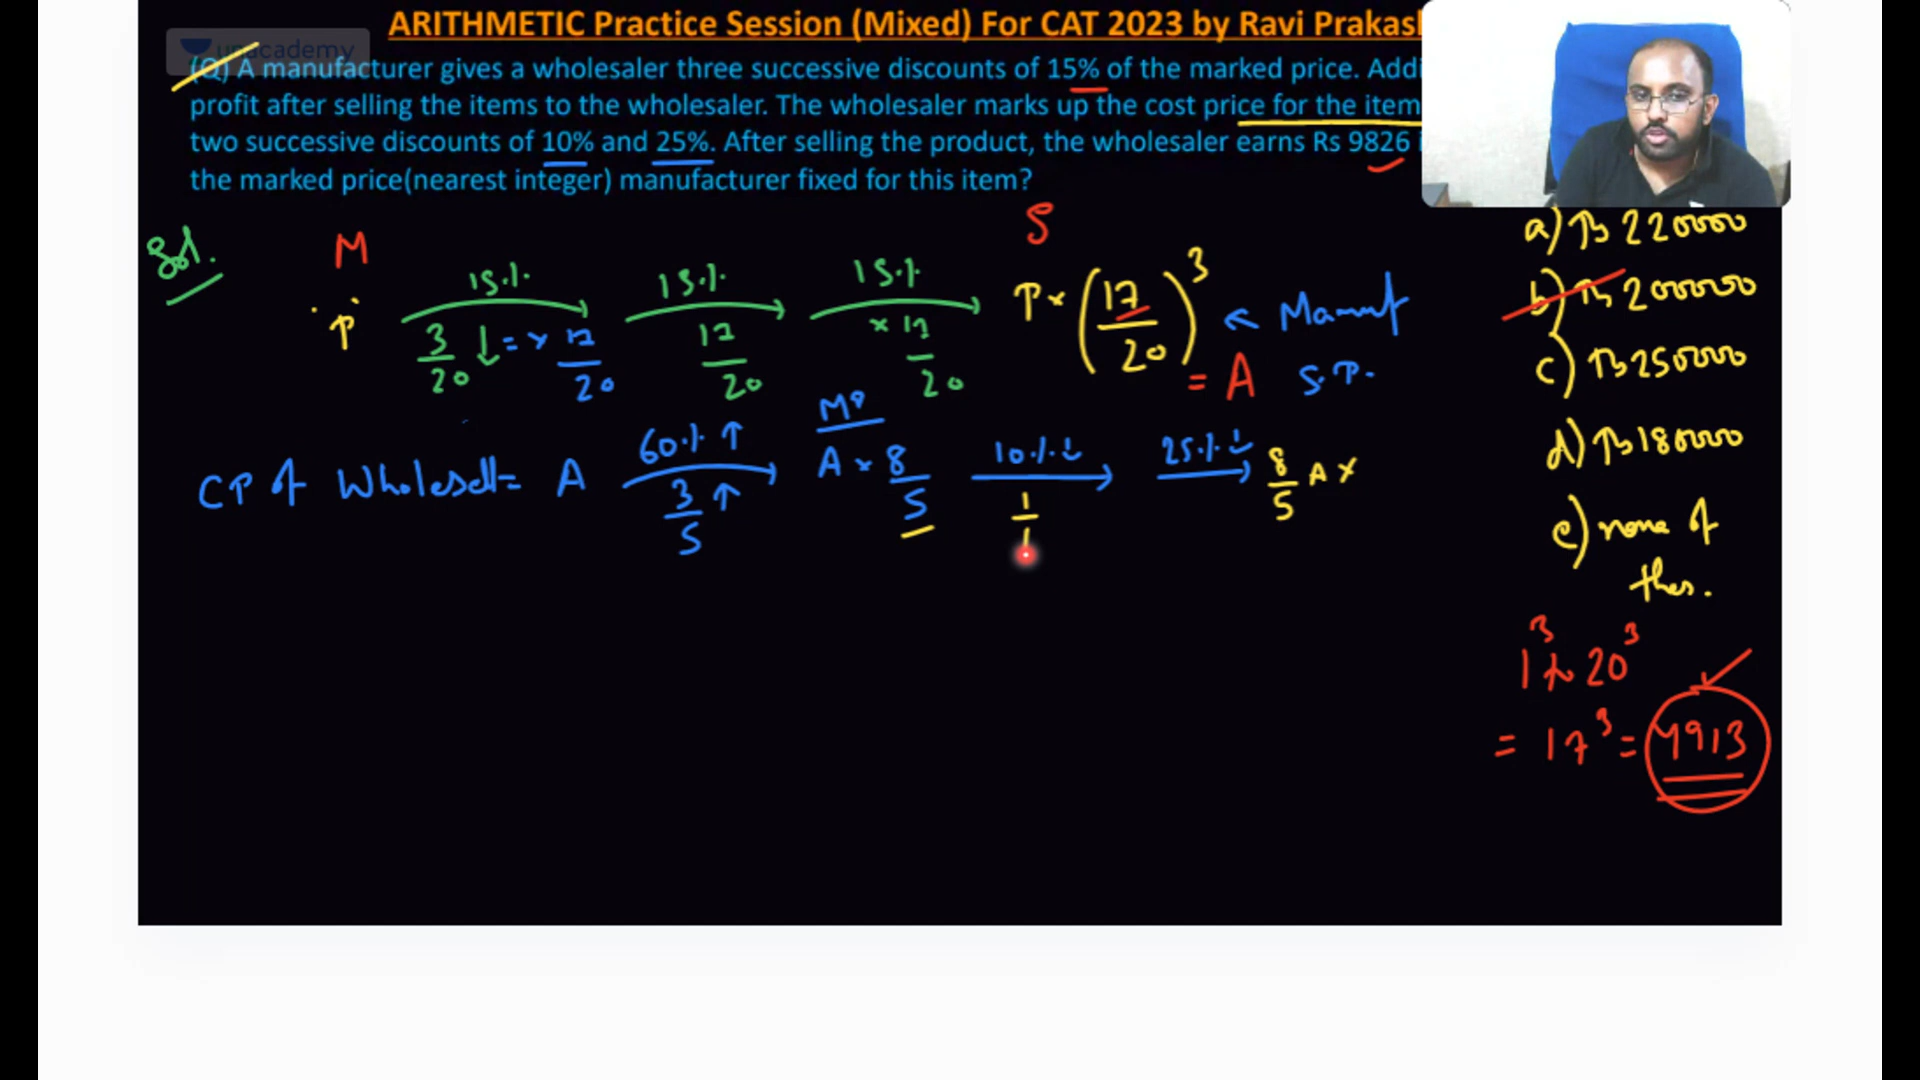 ARITHMETIC Practice Session (Mixed) For CAT 2023 by Ravi Prakash
unacademy
(Q) A manufacturer gives a wholesaler three successive discounts of 15% of the marked price. Addi
profit after selling the items to the wholesaler. The wholesaler marks up the cost price for the item
two successive discounts of 10% and 25%. After selling the product, the wholesaler earns Rs 9826
the marked price(nearest integer) manufacturer fixed for this item?
Sol.
M
S
P
15%
3/20 ↓ = × 17/20
15%
17/20
15%
× 17/20
P × (17/20)³ ← Manuf
= A S.P.
CP of Wholesell = A
60% ↑
3/5 ↑
MP
A × 8/5
10% ↓
1/1
25% ↓
8/5 A ×
a) Rs 220000
b) Rs 200000
c) Rs 250000
d) Rs 180000
e) none of
thes.
1³ to 20³
= 17³ = 4913